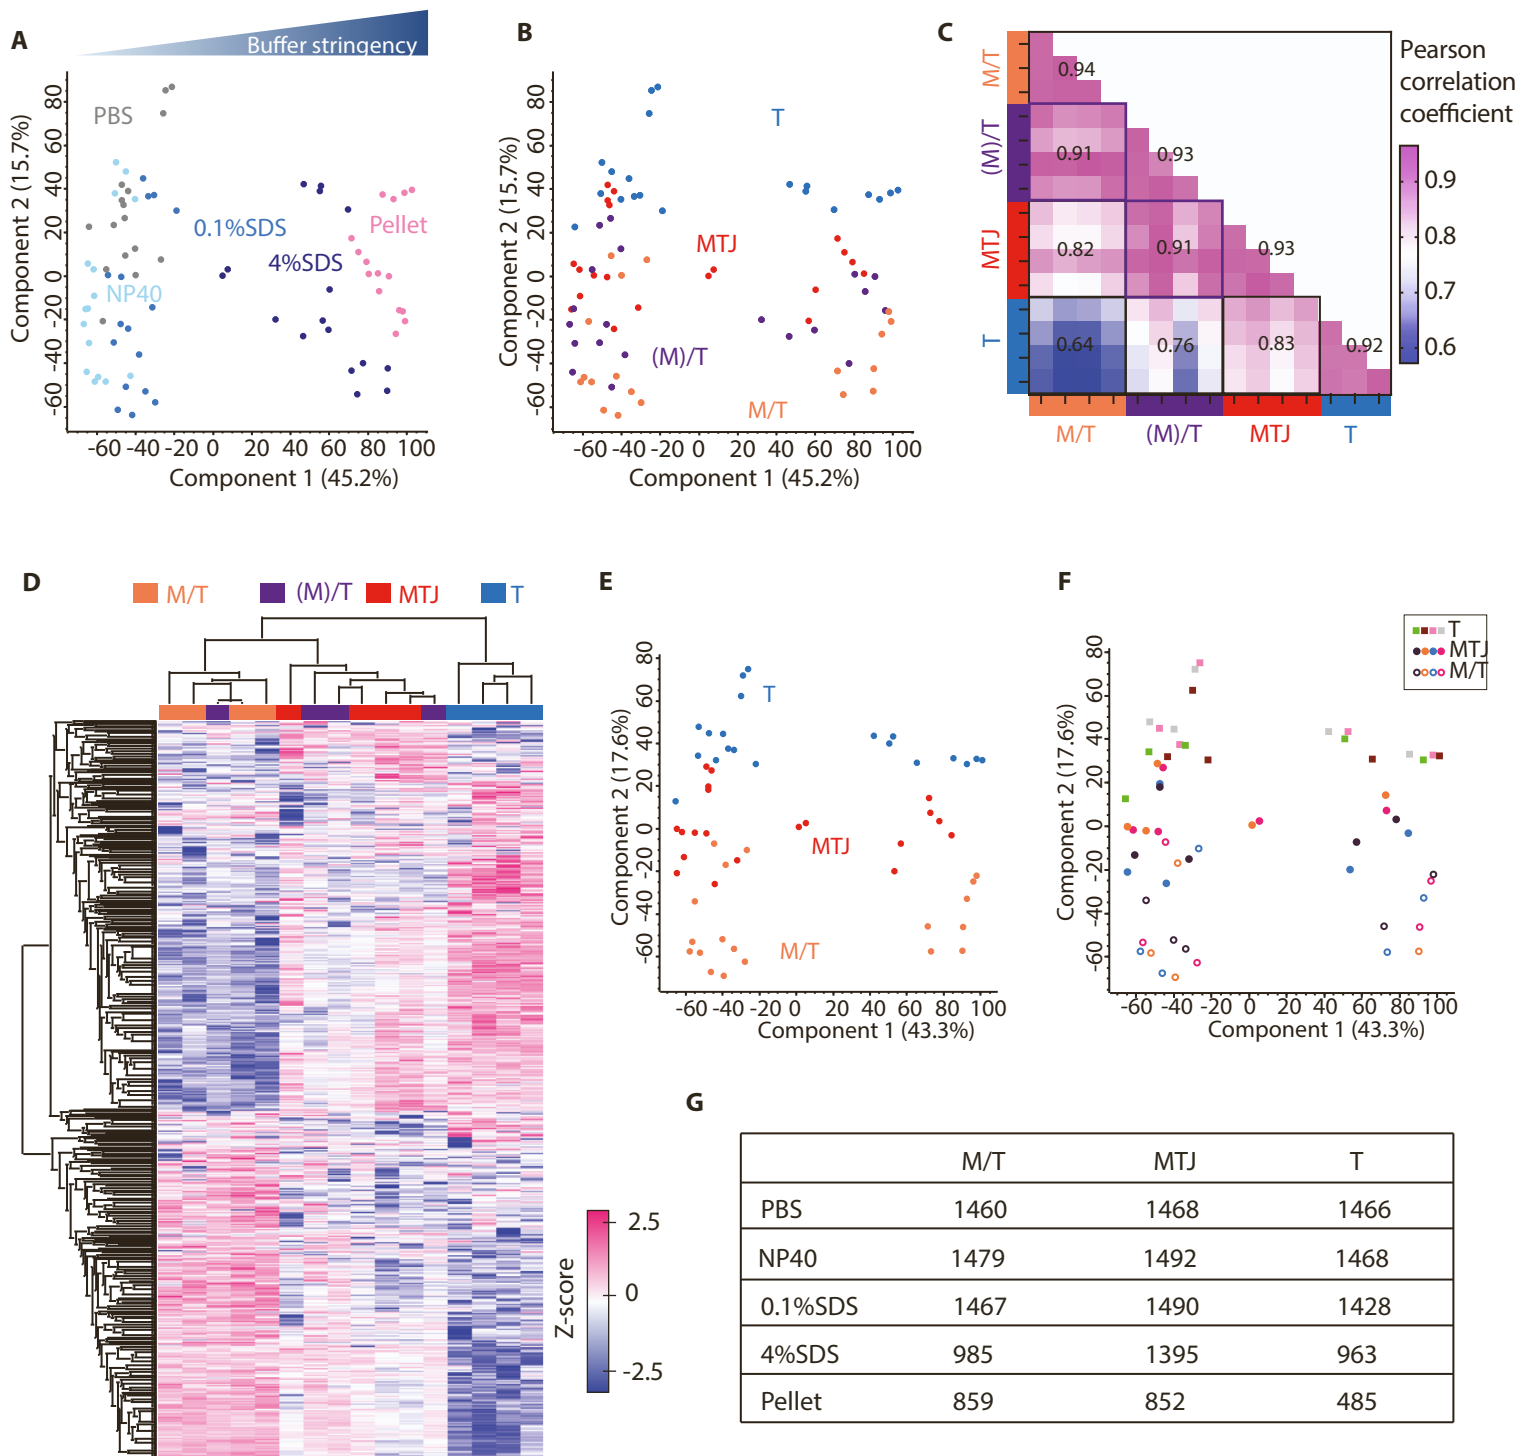 A
Buffer stringency
PBS
0.1%SDS
Pellet
4%SDS
NP40
Component 2 (15.7%)
80
60
40
20
0
-20
-40
-60
-60 -40 -20 0 20 40 60 80 100
Component 1 (45.2%)
B
T
MTJ
(M)/T
M/T
Component 2 (15.7%)
80
60
40
20
0
-20
-40
-60
-60 -40 -20 0 20 40 60 80 100
Component 1 (45.2%)
C
M/T
(M)/T
MTJ
T
0.94
0.91 0.93
0.82 0.91 0.93
0.64 0.76 0.83 0.92
M/T (M)/T MTJ T
Pearson
correlation
coefficient
0.9
0.8
0.7
0.6
D
M/T (M)/T MTJ T
Z-score
2.5
0
-2.5
E
T
MTJ
M/T
Component 2 (17.6%)
80
60
40
20
0
-20
-40
-60
-60 -40 -20 0 20 40 60 80 100
Component 1 (43.3%)
F
T
MTJ
M/T
Component 2 (17.6%)
80
60
40
20
0
-20
-40
-60
-60 -40 -20 0 20 40 60 80 100
Component 1 (43.3%)
G
M/T MTJ T
PBS 1460 1468 1466
NP40 1479 1492 1468
0.1%SDS 1467 1490 1428
4%SDS 985 1395 963
Pellet 859 852 485